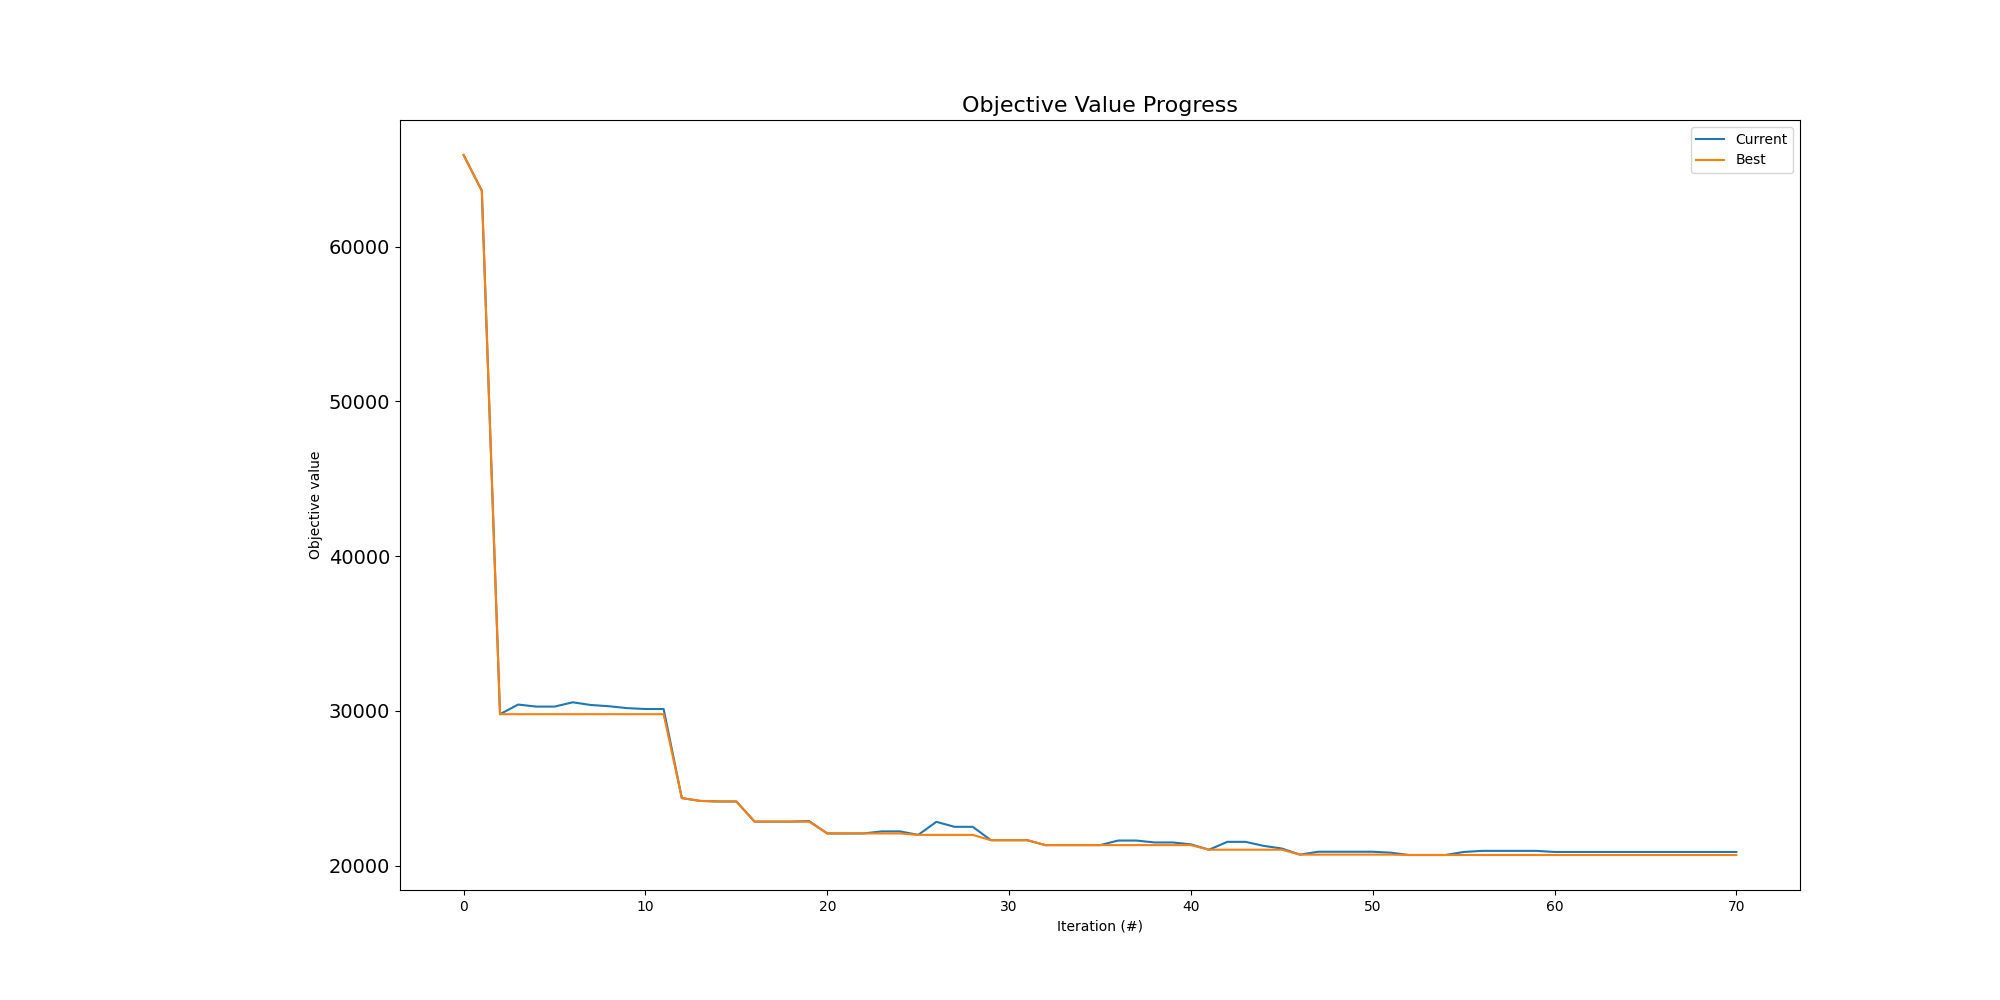 Objective Value Progress
Current
Best
60000
50000
40000
30000
20000
Objective value
0 10 20 30 40 50 60 70
Iteration (#)